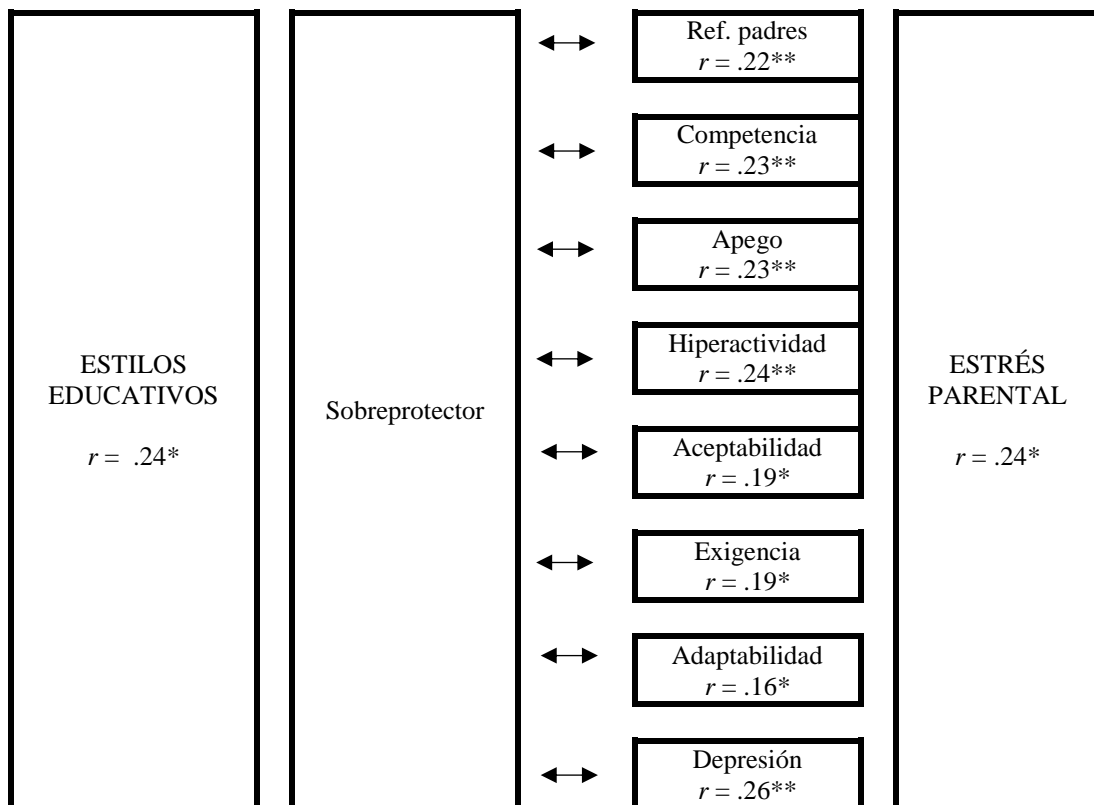 ESTILOS
EDUCATIVOS
r = .24*
Sobreprotector
Ref. padres
r = .22**
Competencia
r = .23**
Apego
r = .23**
Hiperactividad
r = .24**
Aceptabilidad
r = .19*
Exigencia
r = .19*
Adaptabilidad
r = .16*
Depresión
r = .26**
ESTRÉS
PARENTAL
r = .24*